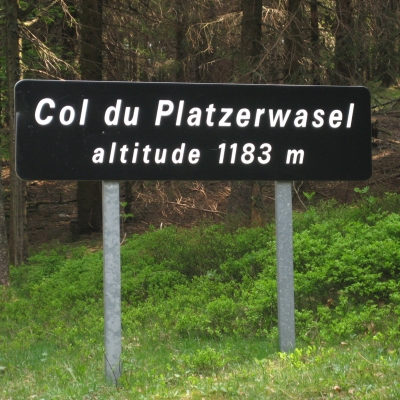 Col du Platzerwasel
altitude 1183 m